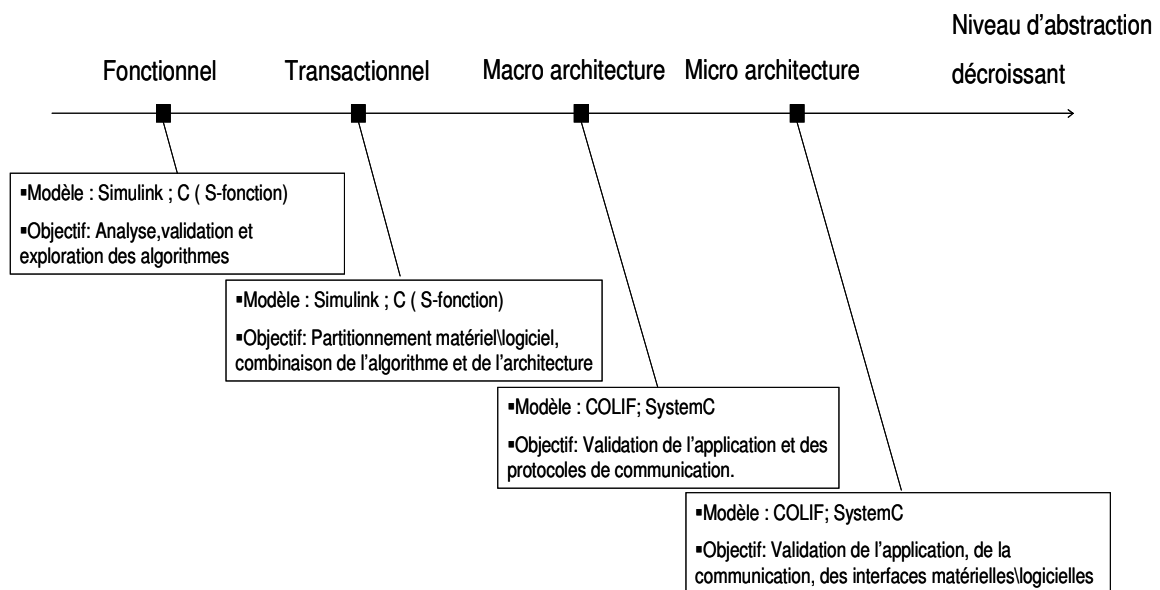 Niveau d'abstraction
décroissant
Fonctionnel
Transactionnel
Macro architecture
Micro architecture
▪Modèle : Simulink ; C ( S-fonction)
▪Objectif: Analyse,validation et
exploration des algorithmes
▪Modèle : Simulink ; C ( S-fonction)
▪Objectif: Partitionnement matériel\logiciel,
combinaison de l'algorithme et de l'architecture
▪Modèle : COLIF; SystemC
▪Objectif: Validation de l'application et des
protocoles de communication.
▪Modèle : COLIF; SystemC
▪Objectif: Validation de l'application, de la
communication, des interfaces matérielles\logicielles